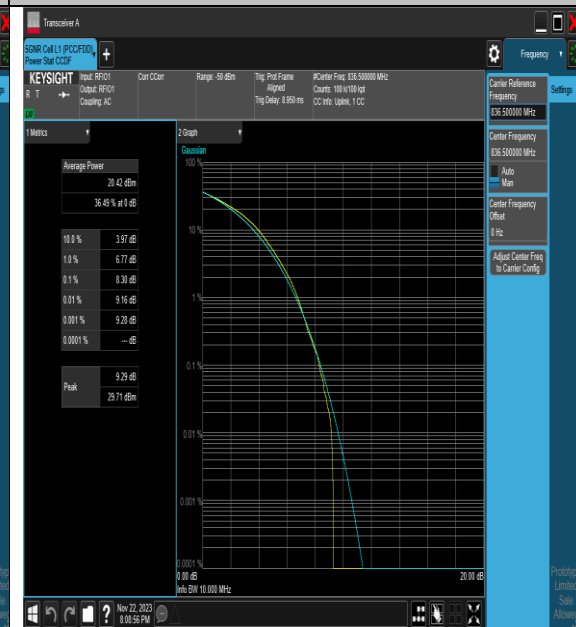 Transceiver A
5GNR Cell L1 (PCC/FDD)
Power Stat CCDF
+
Frequency
KEYSIGHT
R T
Input: RFIO1
Output: RFIO1
Coupling: AC
Corr CCorr
Range: -50 dBm
Trig: Prot Frame
Aligned
Trig Delay: 8.950 ms
#Center Freq: 836.500000 MHz
Counts: 100 k/100 kpt
CC Info: Uplink, 1 CC
Carrier Reference
Frequency
836.500000 MHz
Settings
Center Frequency
836.500000 MHz
Auto
Man
Center Frequency
Offset
0 Hz
Adjust Center Freq
to Carrier Config
1 Metrics
Average Power
20.42 dBm
36.49 % at 0 dB
10.0 % 3.97 dB
1.0 % 6.77 dB
0.1 % 8.30 dB
0.01 % 9.16 dB
0.001 % 9.28 dB
0.0001 % --- dB
Peak
9.29 dB
29.71 dBm
2 Graph
Gaussian
100 %
10 %
1 %
0.1 %
0.01 %
0.001 %
0.0001 %
0.00 dB
20.00 dB
Info BW 10.000 MHz
?
Nov 22, 2023
8:08:56 PM